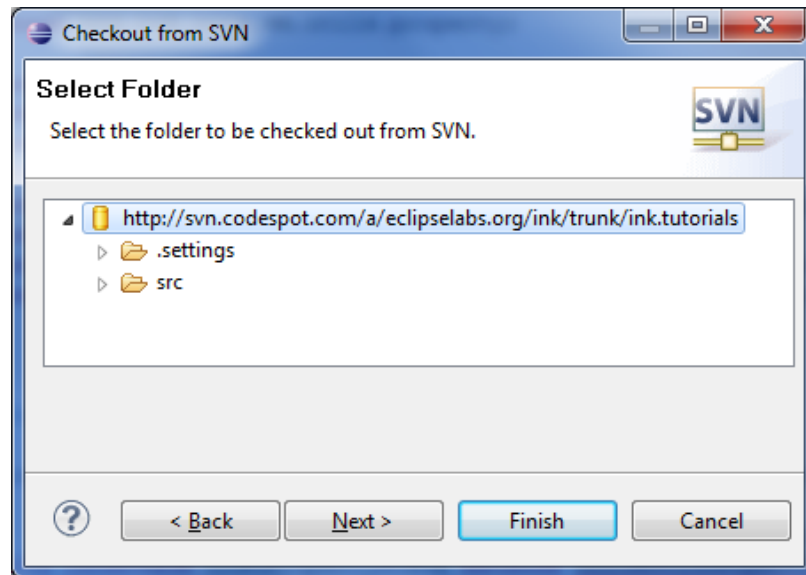 Checkout from SVN
Select Folder
Select the folder to be checked out from SVN.
SVN
http://svn.codespot.com/a/eclipselabs.org/ink/trunk/ink.tutorials
.settings
src
? < Back Next > Finish Cancel